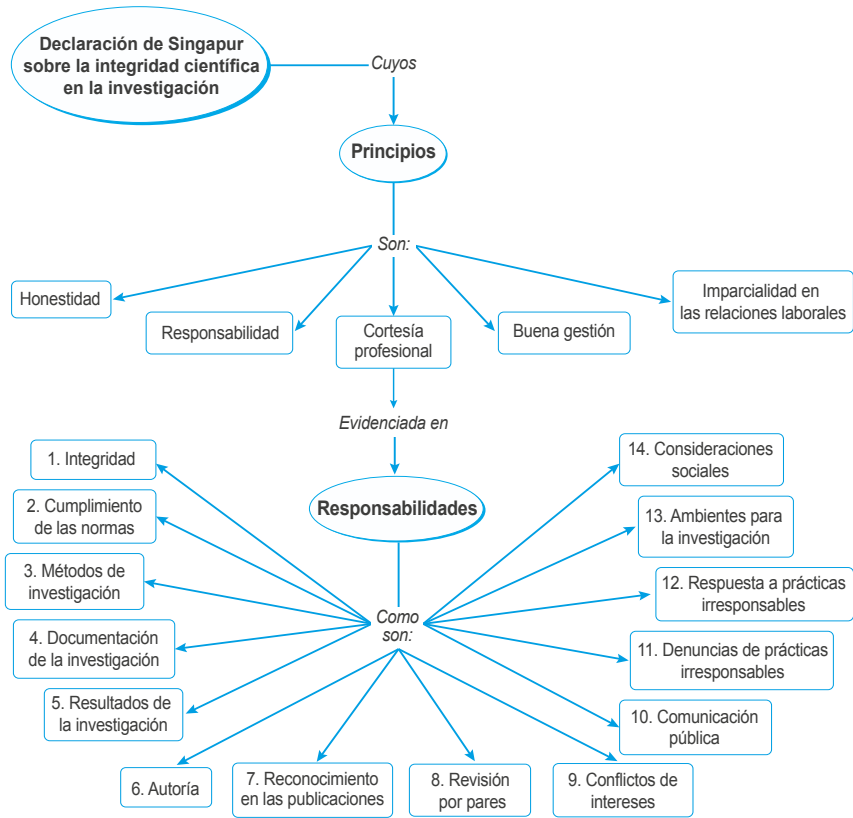 Declaración de Singapur
sobre la integridad científica
en la investigación
Cuyos
Principios
Son:
Honestidad
Responsabilidad
Cortesía
profesional
Buena gestión
Imparcialidad en
las relaciones laborales
Evidenciada en
Responsabilidades
Como
son:
1. Integridad
2. Cumplimiento
de las normas
3. Métodos de
investigación
4. Documentación
de la investigación
5. Resultados de
la investigación
6. Autoría
7. Reconocimiento
en las publicaciones
8. Revisión
por pares
9. Conflictos de
intereses
10. Comunicación
pública
11. Denuncias de prácticas
irresponsables
12. Respuesta a prácticas
irresponsables
13. Ambientes para
la investigación
14. Consideraciones
sociales